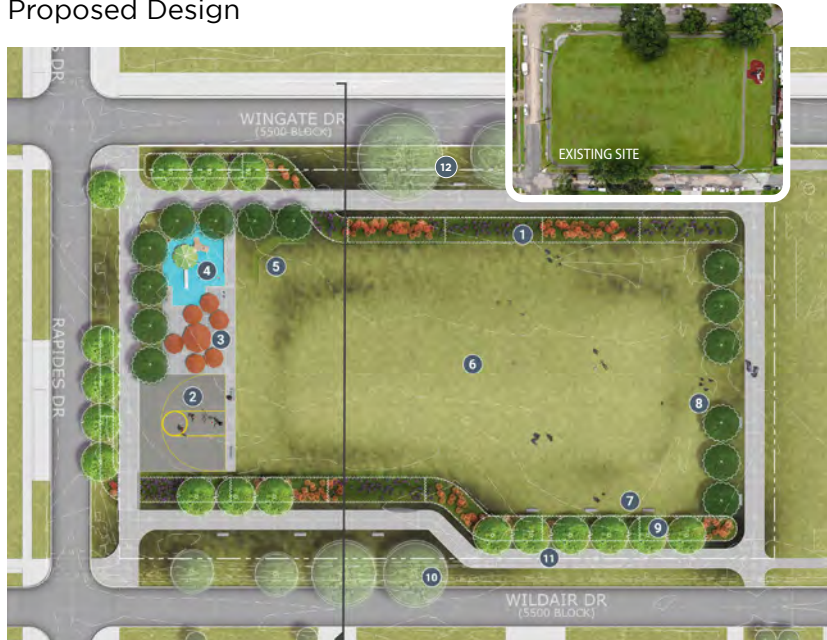 Proposed Design
EXISTING SITE
S DR
WINGATE DR
(5500 BLOCK)
12
1
4
5
3
6
2
8
7
9
11
10
RAPIDES DR
WILDAIR DR
(5500 BLOCK)